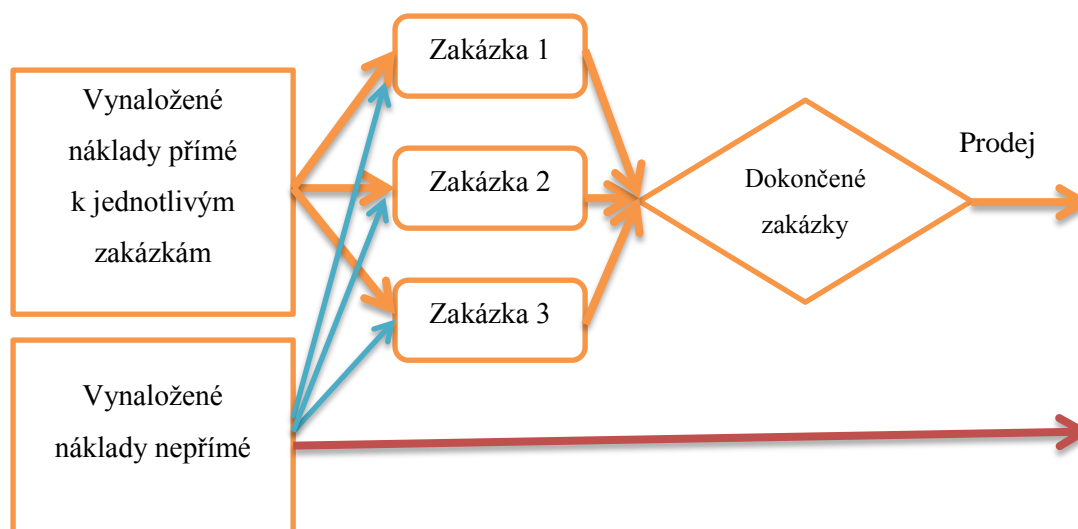 Vynaložené
náklady přímé
k jednotlivým
zakázkám
Zakázka 1
Zakázka 2
Zakázka 3
Dokončené
zakázky
Prodej
Vynaložené
náklady nepřímé